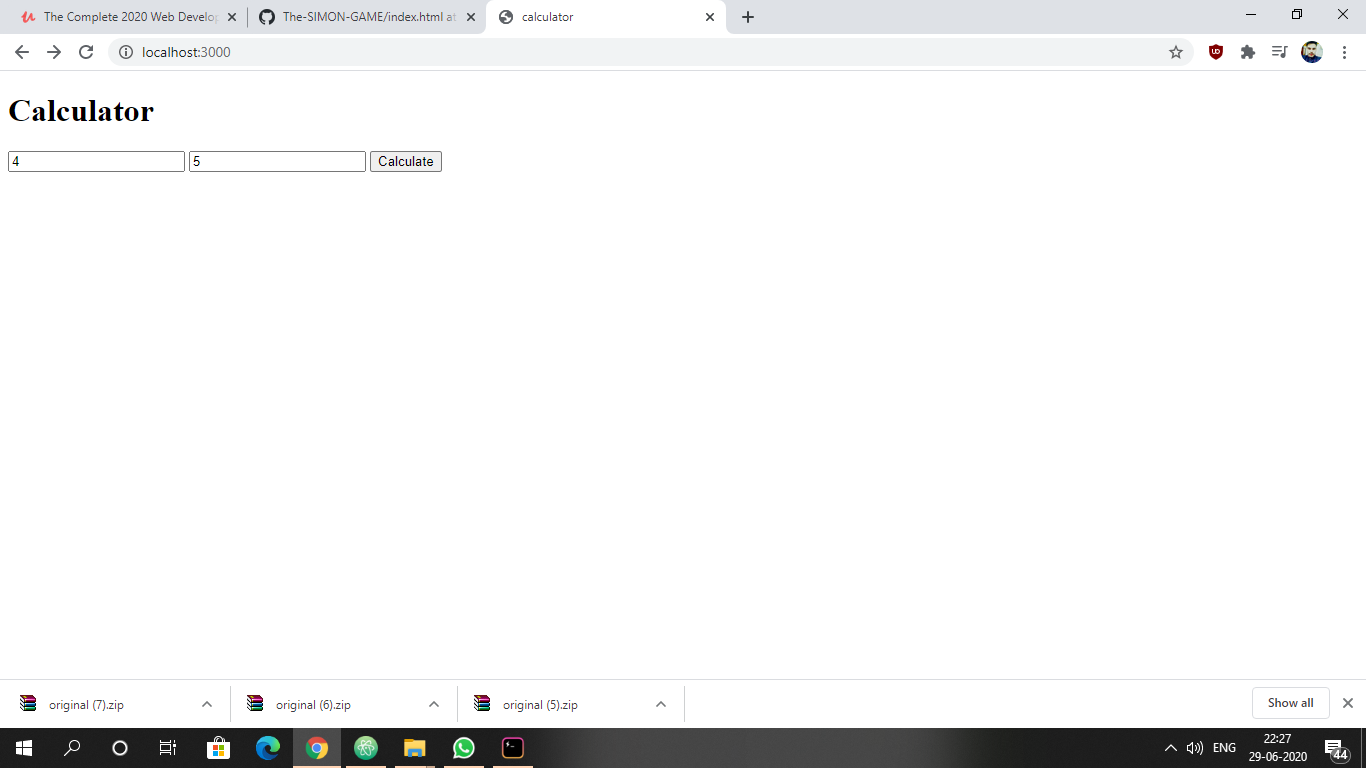 The Complete 2020 Web Develop
The-SIMON-GAME/index.html at
calculator
localhost:3000
Calculator
4 5 Calculate
original (7).zip original (6).zip original (5).zip Show all
ENG 22:27
29-06-2020
44